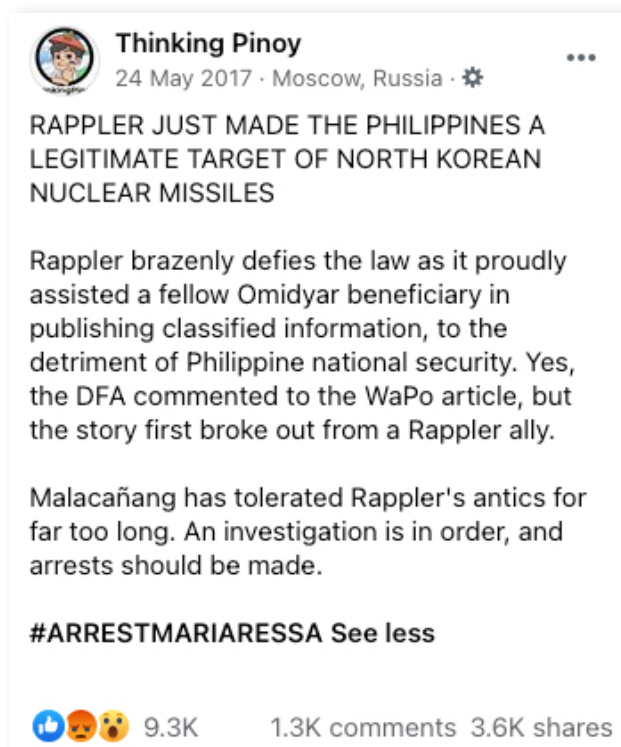 Thinking Pinoy
24 May 2017 · Moscow, Russia ·
RAPPLER JUST MADE THE PHILIPPINES A
LEGITIMATE TARGET OF NORTH KOREAN
NUCLEAR MISSILES
Rappler brazenly defies the law as it proudly
assisted a fellow Omidyar beneficiary in
publishing classified information, to the
detriment of Philippine national security. Yes,
the DFA commented to the WaPo article, but
the story first broke out from a Rappler ally.
Malacañang has tolerated Rappler's antics for
far too long. An investigation is in order, and
arrests should be made.
#ARRESTMARIARESSA See less
9.3K 1.3K comments 3.6K shares